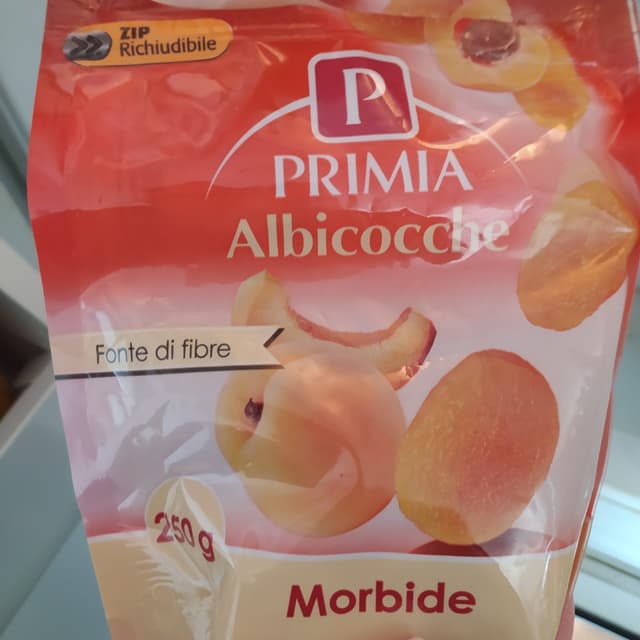 ZIP
Richiudibile
P
PRIMIA
Albicocche
Fonte di fibre
250 g
Morbide